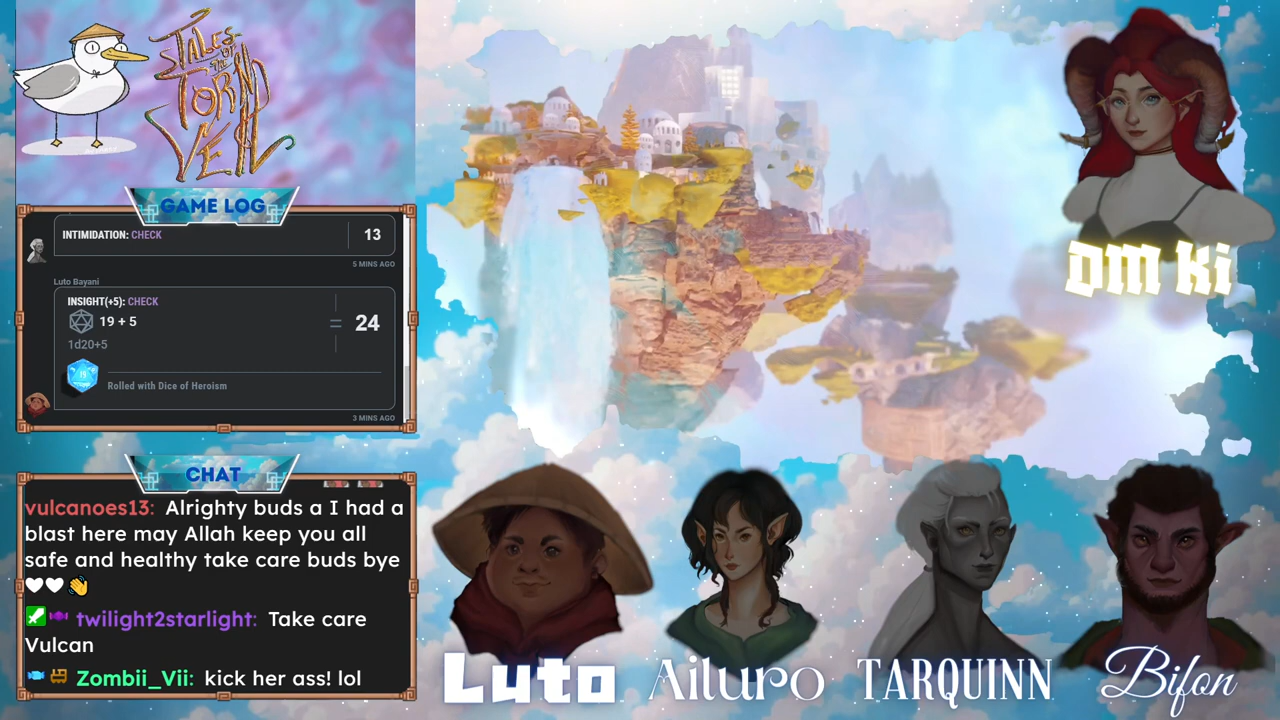 TALES
OF THE
TORN
VEIL
GAME LOG
INTIMIDATION: CHECK
13
5 MINS AGO
Luto Bayani
INSIGHT(+5): CHECK
19 + 5
= 24
1d20+5
19
Rolled with Dice of Heroism
3 MINS AGO
CHAT
vulcanoes13: Alrighty buds a I had a
blast here may Allah keep you all
safe and healthy take care buds bye
🤍🤍👋
twilight2starlight: Take care
Vulcan
Zombii_Vii: kick her ass! lol
DM Ki
Luto
Ailuro
TARQUINN
Bifon